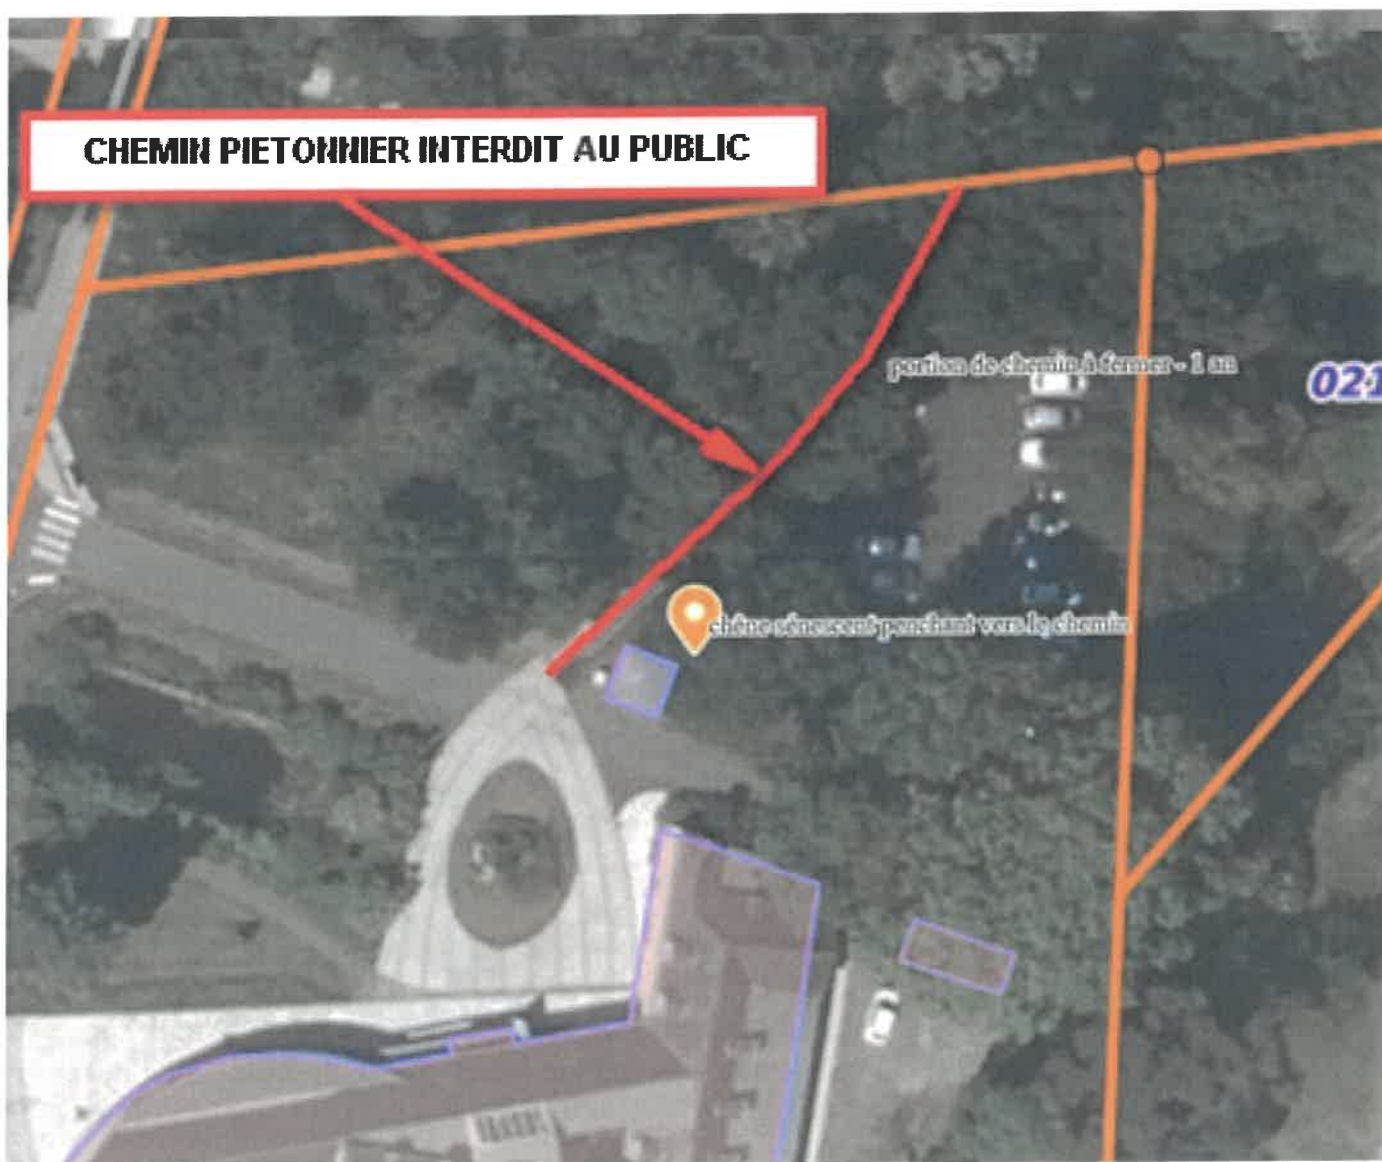 CHEMIN PIETONNIER INTERDIT AU PUBLIC
portion de chemin à fermer - 1 an
021
chêne sénescent penchant vers le chemin